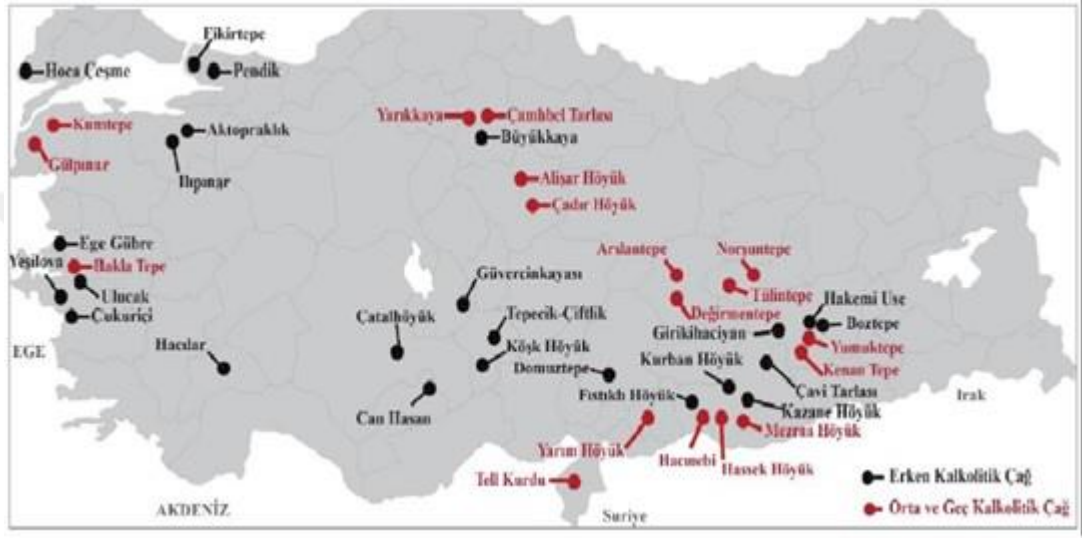 Fikirtepe
Hoca Çeşme
Pendik
Kumtepe
Aktopraklık
Gülpınar
Ilıpınar
Yarıkkaya
Çamlıbel Tarlası
Büyükkaya
Alişar Höyük
Çadır Höyük
Ege Gübre
Yeşilova
Bakla Tepe
Ulucak
Çukuriçi
EGE
Hacılar
Güvercinkayası
Çatalhöyük
Tepecik-Çiftlik
Köşk Höyük
Can Hasan
Domuztepe
Arslantepe
Norşuntepe
Tülintepe
Değirmentepe
Hakemi Use
Girikihaciyan
Boztepe
Yumuktepe
Kenan Tepe
Kurban Höyük
Çavi Tarlası
Fıstıklı Höyük
Kazane Höyük
Irak
Mezraa Höyük
Yarım Höyük
Hacınebi
Hassek Höyük
Tell Kurdu
Erken Kalkolitik Çağ
AKDENİZ
Suriye
Orta ve Geç Kalkolitik Çağ